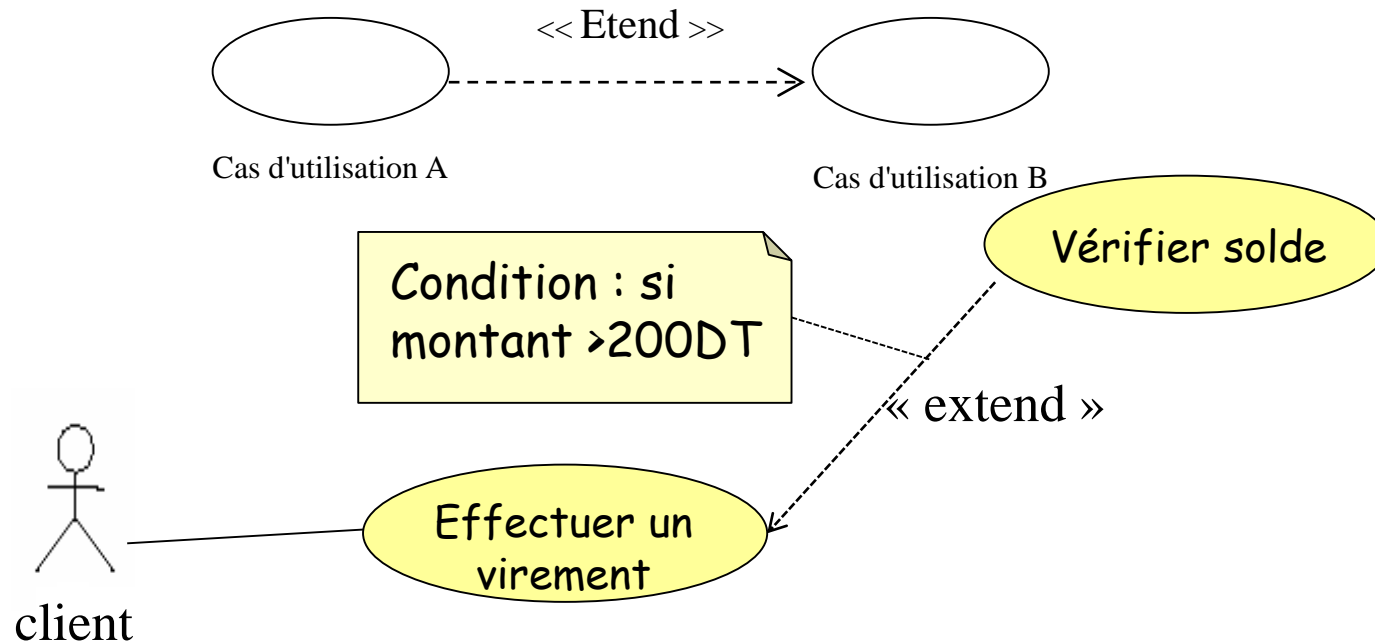 << Etend >>
Cas d'utilisation A
Cas d'utilisation B
Vérifier solde
Condition : si
montant >200DT
« extend »
Effectuer un
virement
client